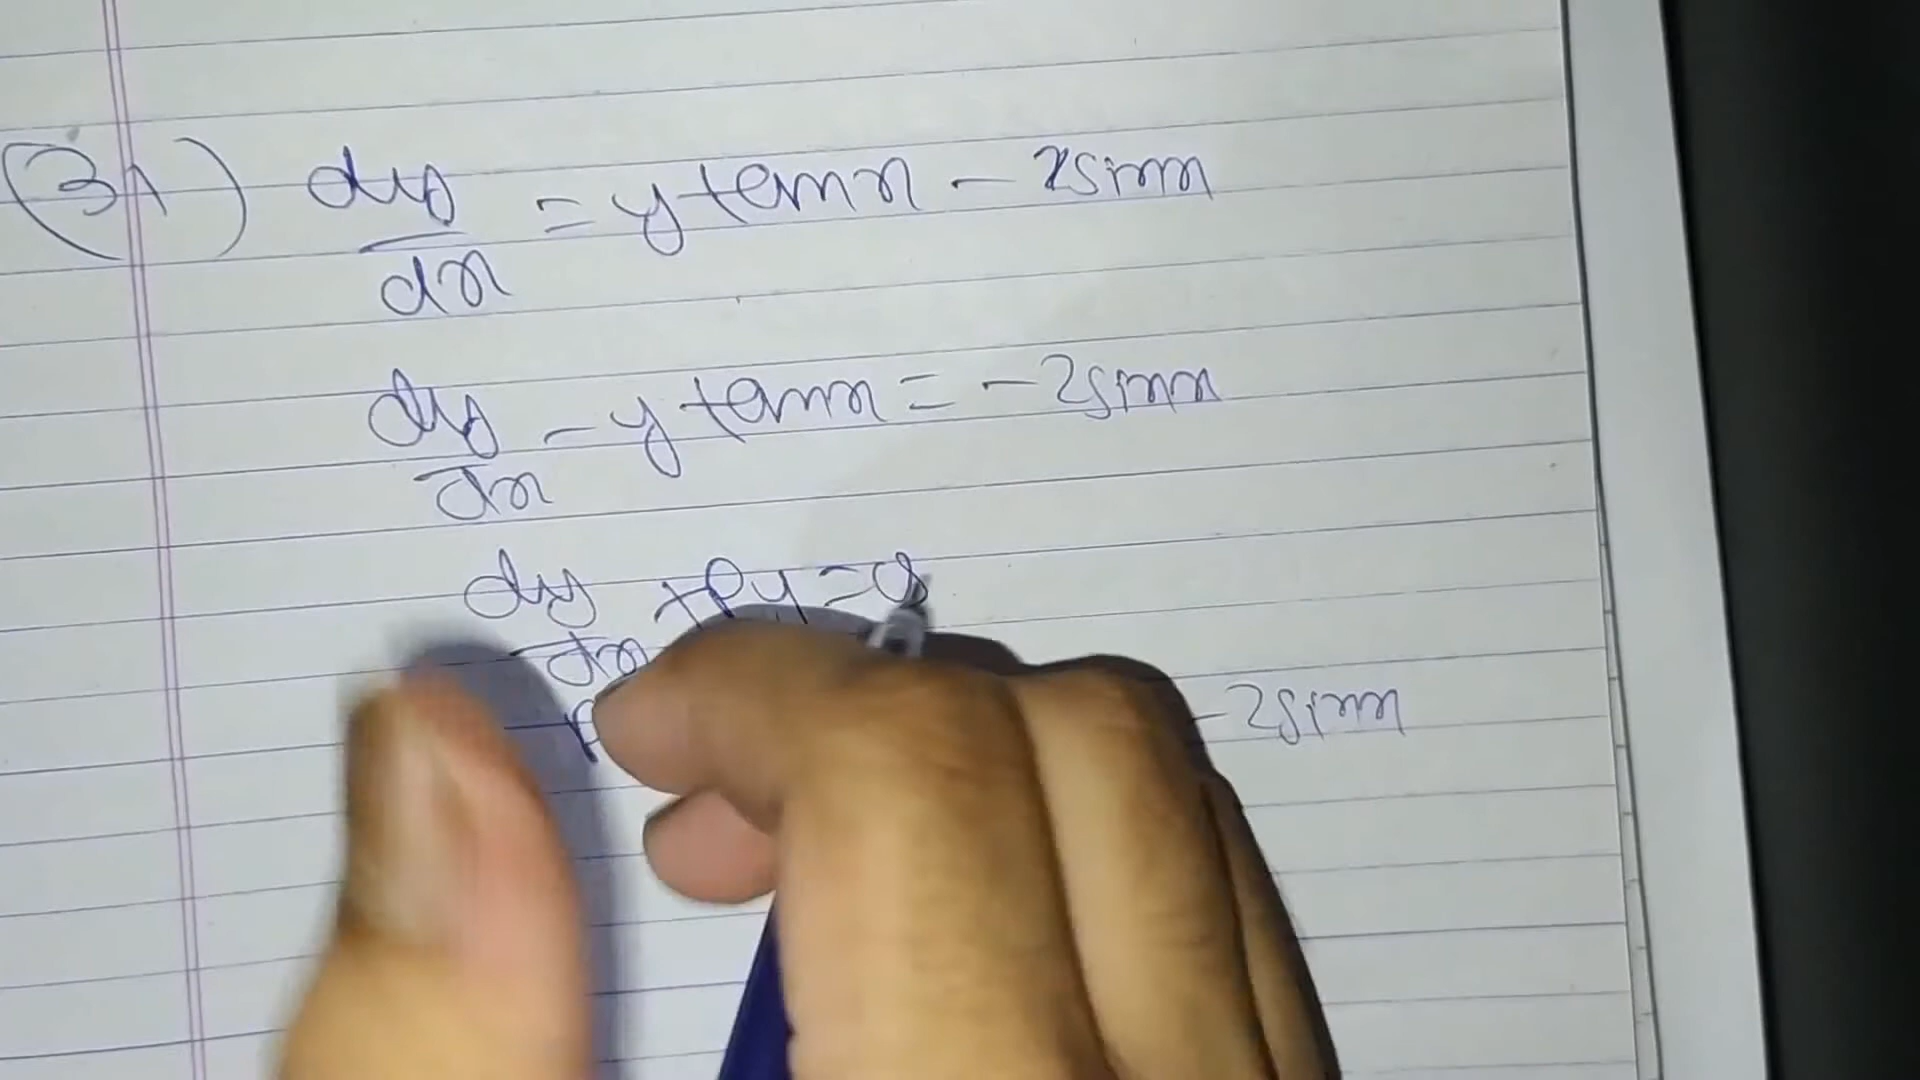 (31) dy/dx = y tanx - 2sinx
dy/dx - y tanx = -2sinx
dy/dx + Py = Q
P - 2sinx